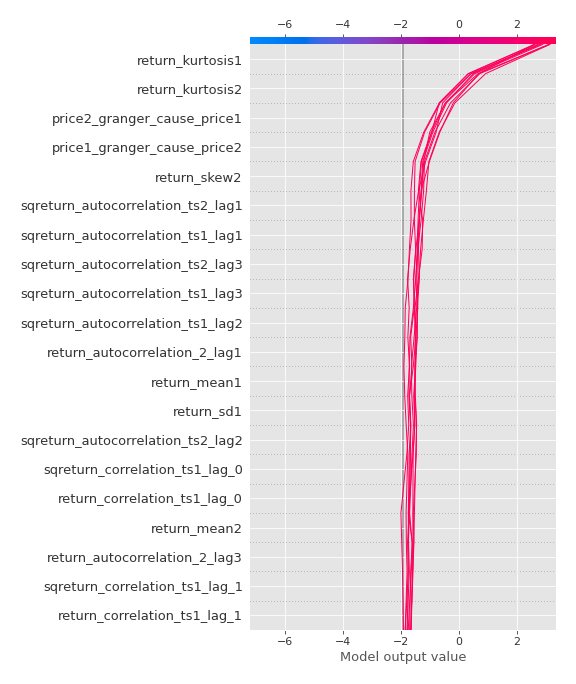 −6 −4 −2 0 2
return_kurtosis1
return_kurtosis2
price2_granger_cause_price1
price1_granger_cause_price2
return_skew2
sqreturn_autocorrelation_ts2_lag1
sqreturn_autocorrelation_ts1_lag1
sqreturn_autocorrelation_ts2_lag3
sqreturn_autocorrelation_ts1_lag3
sqreturn_autocorrelation_ts1_lag2
return_autocorrelation_2_lag1
return_mean1
return_sd1
sqreturn_autocorrelation_ts2_lag2
sqreturn_correlation_ts1_lag_0
return_correlation_ts1_lag_0
return_mean2
return_autocorrelation_2_lag3
sqreturn_correlation_ts1_lag_1
return_correlation_ts1_lag_1
−6 −4 −2 0 2
Model output value